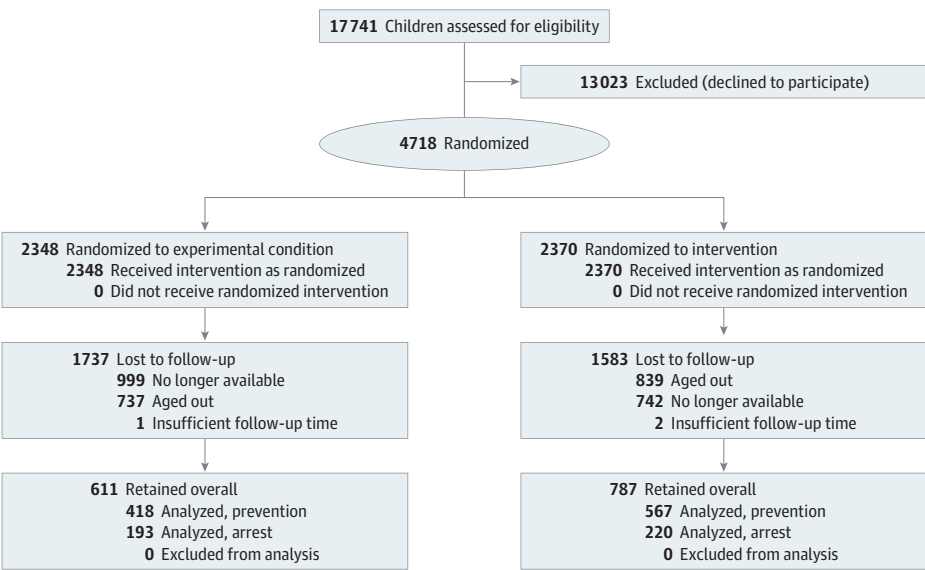 17 741 Children assessed for eligibility
13 023 Excluded (declined to participate)
4718 Randomized
2348 Randomized to experimental condition
2348 Received intervention as randomized
0 Did not receive randomized intervention
2370 Randomized to intervention
2370 Received intervention as randomized
0 Did not receive randomized intervention
1737 Lost to follow-up
999 No longer available
737 Aged out
1 Insufficient follow-up time
1583 Lost to follow-up
839 Aged out
742 No longer available
2 Insufficient follow-up time
611 Retained overall
418 Analyzed, prevention
193 Analyzed, arrest
0 Excluded from analysis
787 Retained overall
567 Analyzed, prevention
220 Analyzed, arrest
0 Excluded from analysis